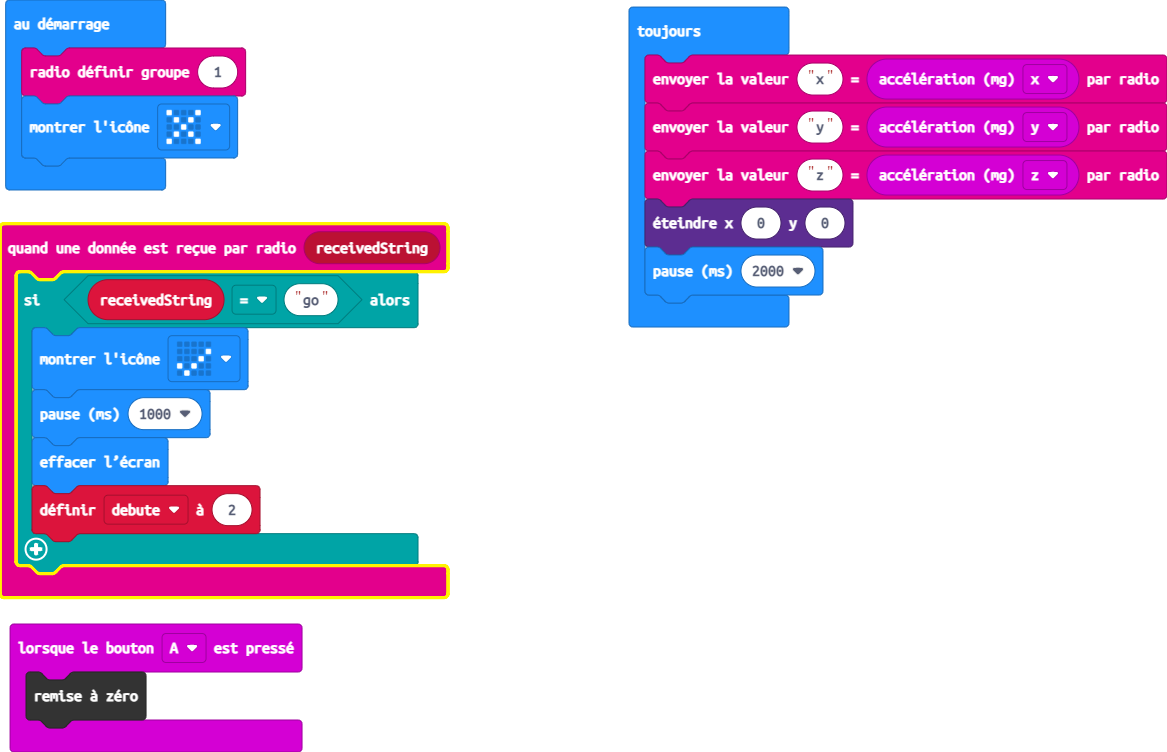 au démarrage
radio définir groupe 1
montrer l'icône
quand une donnée est reçue par radio receivedString
si receivedString = "go" alors
montrer l'icône
pause (ms) 1000
effacer l’écran
définir debute à 2
lorsque le bouton A est pressé
remise à zéro
toujours
envoyer la valeur "x" = accélération (mg) x par radio
envoyer la valeur "y" = accélération (mg) y par radio
envoyer la valeur "z" = accélération (mg) z par radio
éteindre x 0 y 0
pause (ms) 2000